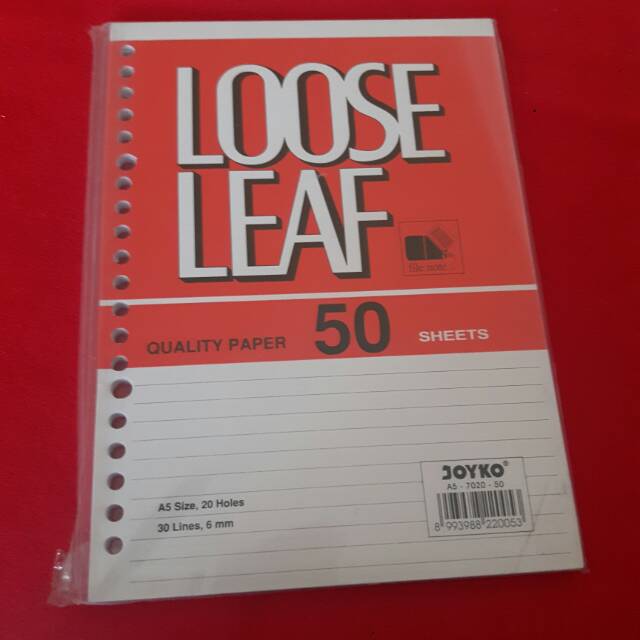 LOOSE
LEAF
file note
QUALITY PAPER 50 SHEETS
JOYKO®
A5 - 7020 - 50
8 993988 220053
A5 Size, 20 Holes
30 Lines, 6 mm